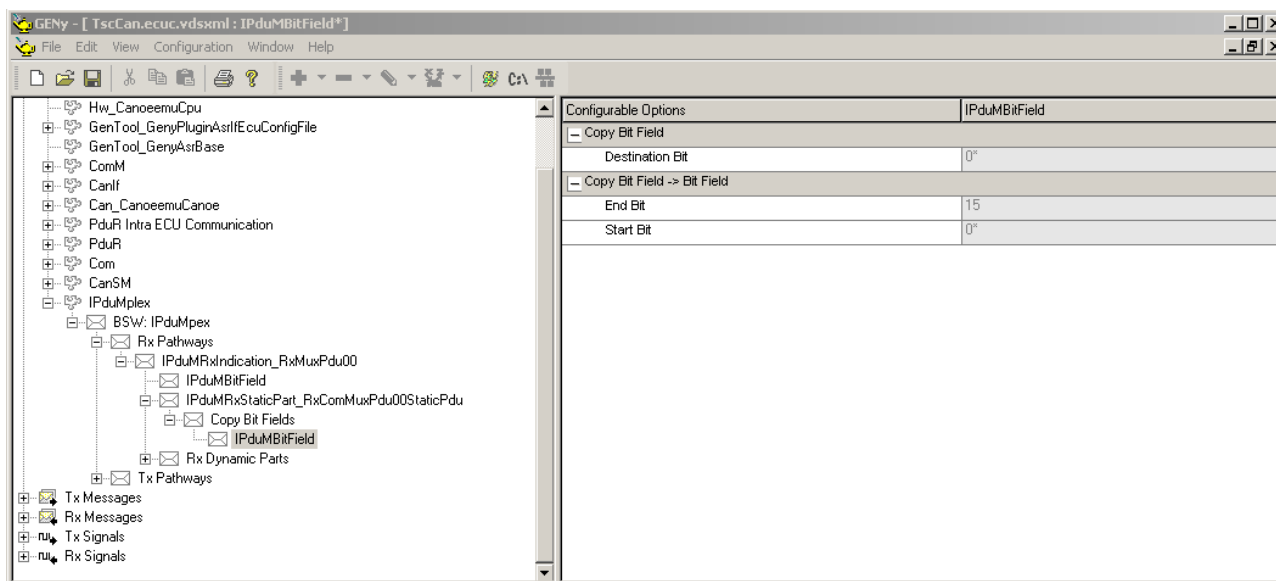 GENy - [ TscCan.ecuc.vdsxml : IPduMBitField*]
File Edit View Configuration Window Help
C:\
Hw_CanoeemuCpu
GenTool_GenyPluginAsrIfEcuConfigFile
GenTool_GenyAsrBase
ComM
CanIf
Can_CanoeemuCanoe
PduR Intra ECU Communication
PduR
Com
CanSM
IPduMplex
BSW: IPduMpex
Rx Pathways
IPduMRxIndication_RxMuxPdu00
IPduMBitField
IPduMRxStaticPart_RxComMuxPdu00StaticPdu
Copy Bit Fields
IPduMBitField
Rx Dynamic Parts
Tx Pathways
Tx Messages
Rx Messages
Tx Signals
Rx Signals
Configurable Options IPduMBitField
Copy Bit Field
Destination Bit 0*
Copy Bit Field -> Bit Field
End Bit 15
Start Bit 0*